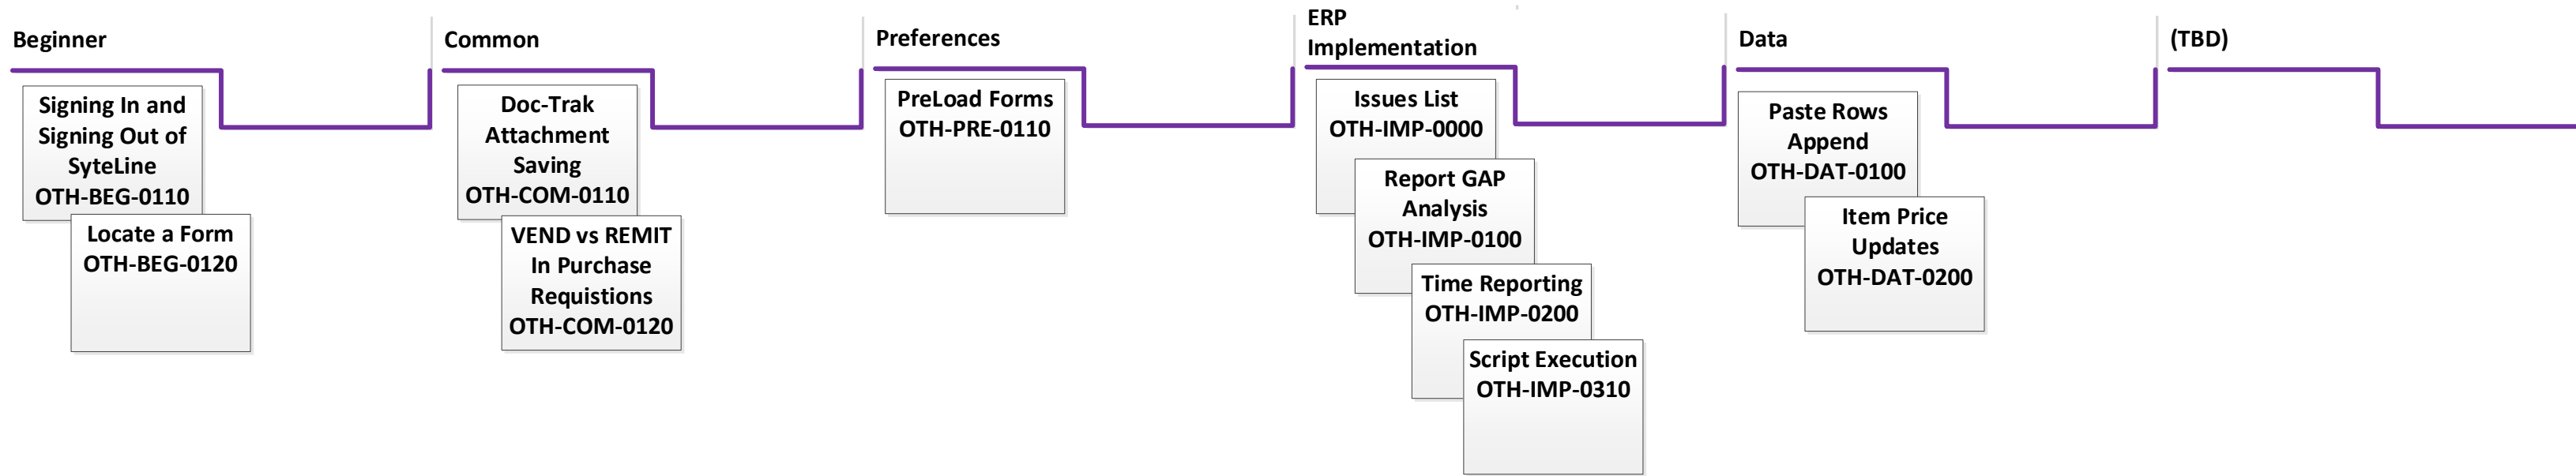 Beginner
Signing In and
Signing Out of
SyteLine
OTH-BEG-0110
Locate a Form
OTH-BEG-0120
Common
Doc-Trak
Attachment
Saving
OTH-COM-0110
VEND vs REMIT
In Purchase
Requistions
OTH-COM-0120
Preferences
PreLoad Forms
OTH-PRE-0110
ERP
Implementation
Issues List
OTH-IMP-0000
Report GAP
Analysis
OTH-IMP-0100
Time Reporting
OTH-IMP-0200
Script Execution
OTH-IMP-0310
Data
Paste Rows
Append
OTH-DAT-0100
Item Price
Updates
OTH-DAT-0200
(TBD)